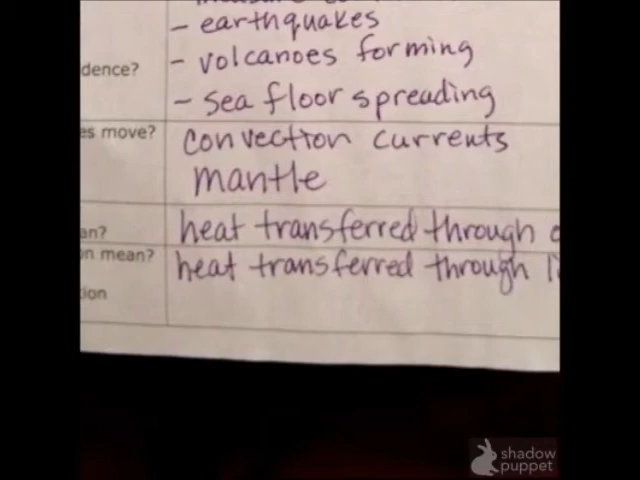 - earthquakes
dence?
- volcanoes forming
- sea floor spreading
es move?
convection currents
mantle
an?
heat transferred through
n mean?
heat transferred through
tion
shadow
puppet